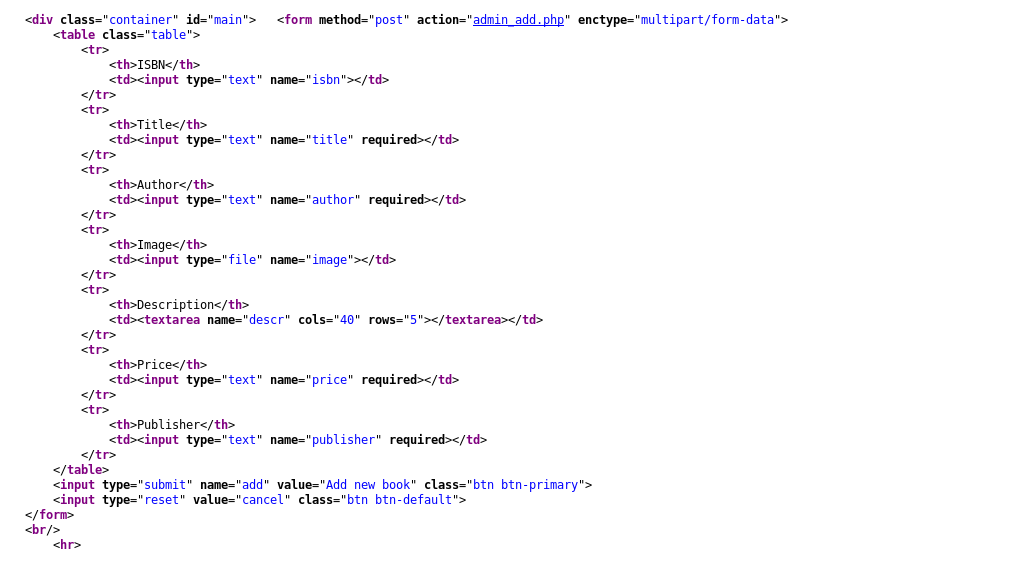 <div class="container" id="main">   <form method="post" action="admin_add.php" enctype="multipart/form-data">
    <table class="table">
        <tr>
            <th>ISBN</th>
            <td><input type="text" name="isbn"></td>
        </tr>
        <tr>
            <th>Title</th>
            <td><input type="text" name="title" required></td>
        </tr>
        <tr>
            <th>Author</th>
            <td><input type="text" name="author" required></td>
        </tr>
        <tr>
            <th>Image</th>
            <td><input type="file" name="image"></td>
        </tr>
        <tr>
            <th>Description</th>
            <td><textarea name="descr" cols="40" rows="5"></textarea></td>
        </tr>
        <tr>
            <th>Price</th>
            <td><input type="text" name="price" required></td>
        </tr>
        <tr>
            <th>Publisher</th>
            <td><input type="text" name="publisher" required></td>
        </tr>
    </table>
    <input type="submit" name="add" value="Add new book" class="btn btn-primary">
    <input type="reset" value="cancel" class="btn btn-default">
</form>
<br/>
    <hr>